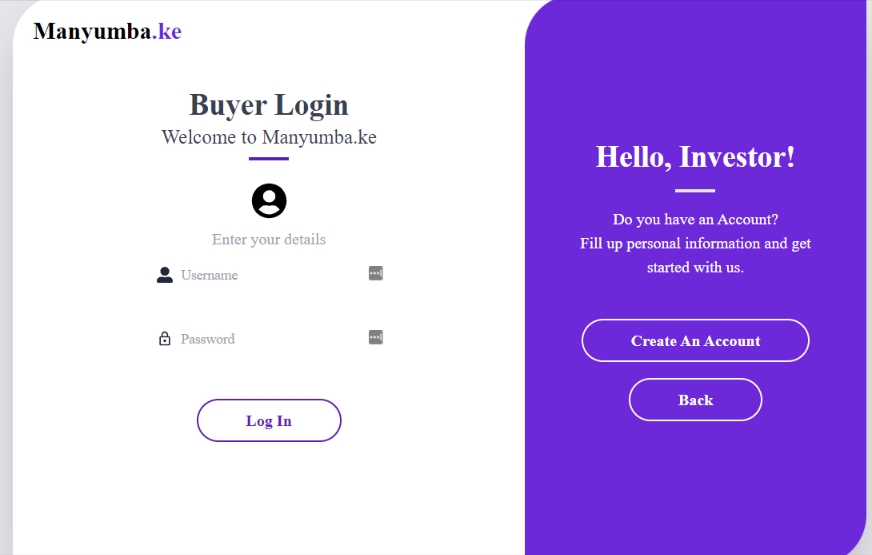 Manyumba.ke
Buyer Login
Welcome to Manyumba.ke
Enter your details
Username
Password
Log In
Hello, Investor!
Do you have an Account?
Fill up personal information and get
started with us.
Create An Account
Back